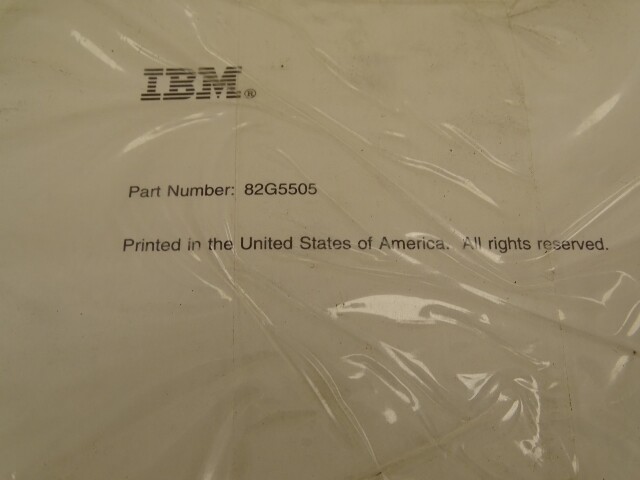 IBM®
Part Number: 82G5505
Printed in the United States of America. All rights reserved.